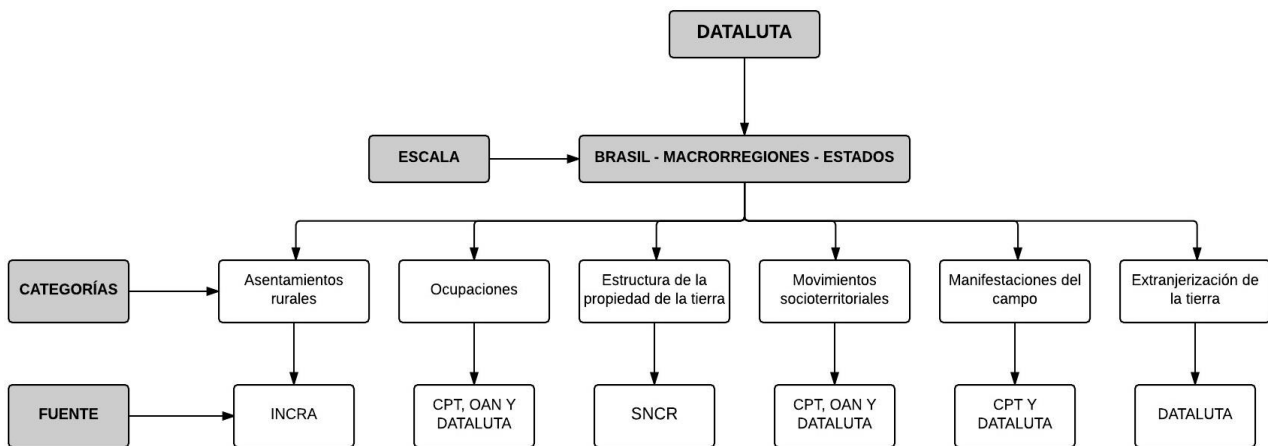 DATALUTA
ESCALA
BRASIL - MACRORREGIONES - ESTADOS
CATEGORÍAS
Asentamientos
rurales
Ocupaciones
Estructura de la
propiedad de la tierra
Movimientos
socioterritoriales
Manifestaciones del
campo
Extranjerización de
la tierra
FUENTE
INCRA
CPT, OAN Y
DATALUTA
SNCR
CPT, OAN Y
DATALUTA
CPT Y
DATALUTA
DATALUTA